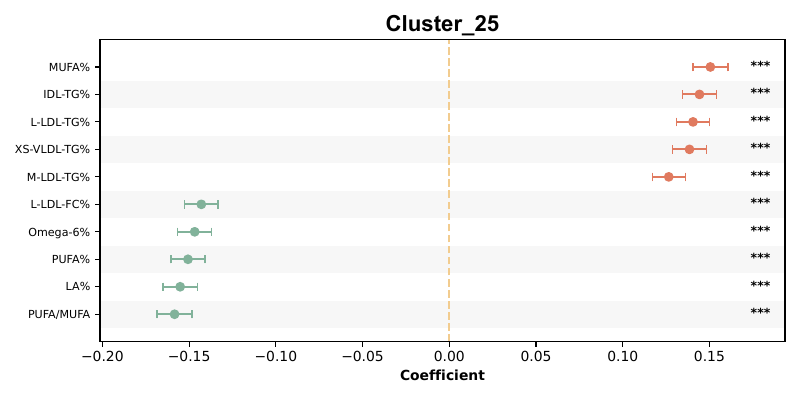 Cluster_25
MUFA% ***
IDL-TG% ***
L-LDL-TG% ***
XS-VLDL-TG% ***
M-LDL-TG% ***
L-LDL-FC% ***
Omega-6% ***
PUFA% ***
LA% ***
PUFA/MUFA ***
−0.20 −0.15 −0.10 −0.05 0.00 0.05 0.10 0.15
Coefficient